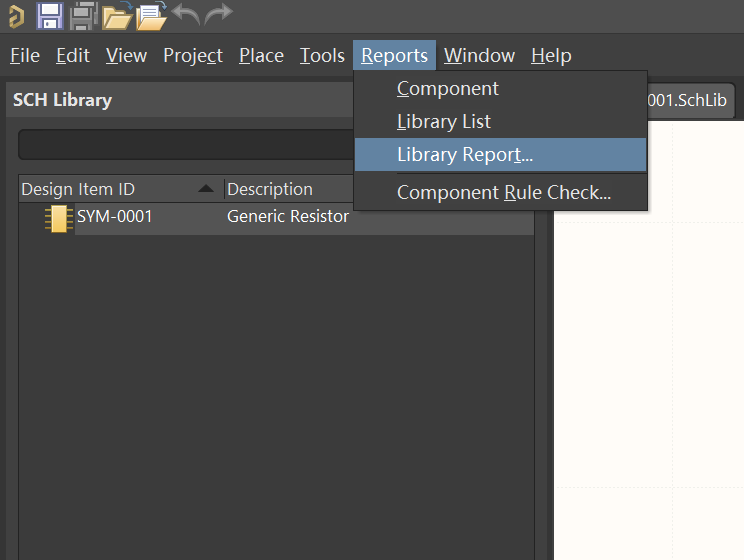 File Edit View Project Place Tools Reports Window Help
SCH Library
Component
001.SchLib
Library List
Library Report...
Component Rule Check...
Design Item ID Description
SYM-0001 Generic Resistor